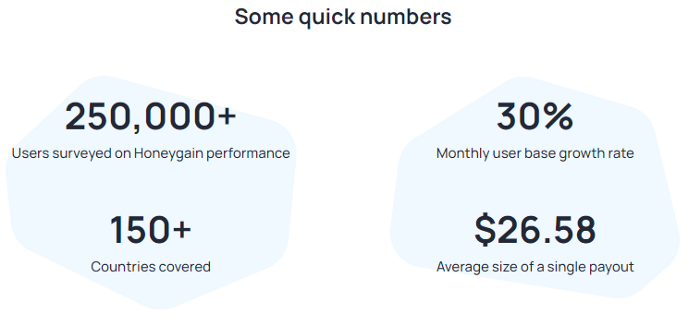 Some quick numbers
250,000+
Users surveyed on Honeygain performance
150+
Countries covered
30%
Monthly user base growth rate
$26.58
Average size of a single payout